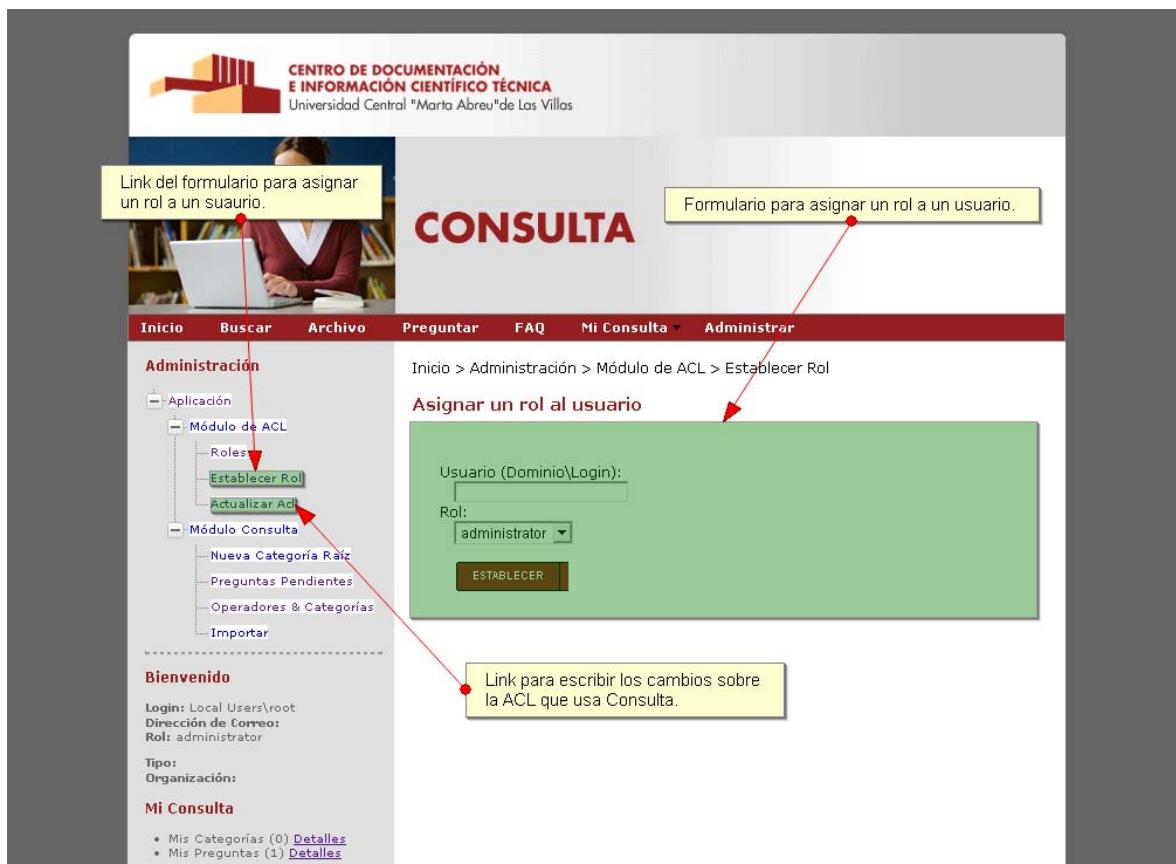 CENTRO DE DOCUMENTACIÓN
E INFORMACIÓN CIENTÍFICO TÉCNICA
Universidad Central "Marta Abreu"de Las Villas
Link del formulario para asignar
un rol a un suaurio.
CONSULTA
Formulario para asignar un rol a un usuario.
Inicio Buscar Archivo Preguntar FAQ Mi Consulta Administrar
Administración
Aplicación
Módulo de ACL
Roles
Establecer Rol
Actualizar Acl
Módulo Consulta
Nueva Categoría Raíz
Preguntas Pendientes
Operadores & Categorías
Importar
Bienvenido
Login: Local Users\root
Dirección de Correo:
Rol: administrator
Tipo:
Organización:
Mi Consulta
• Mis Categorías (0) Detalles
• Mis Preguntas (1) Detalles
Inicio > Administración > Módulo de ACL > Establecer Rol
Asignar un rol al usuario
Usuario (Dominio\Login):
Rol:
administrator
ESTABLECER
Link para escribir los cambios sobre
la ACL que usa Consulta.